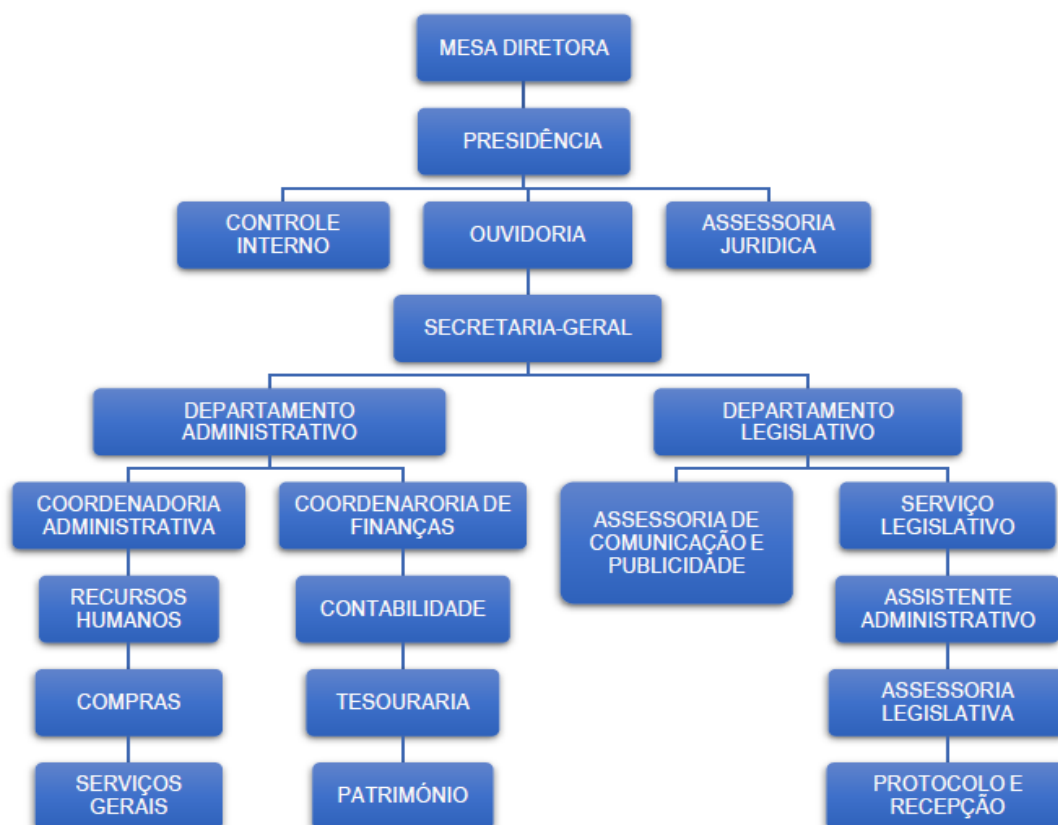 MESA DIRETORA
PRESIDÊNCIA
CONTROLE
INTERNO
OUVIDORIA
ASSESSORIA
JURIDICA
SECRETARIA-GERAL
DEPARTAMENTO
ADMINISTRATIVO
DEPARTAMENTO
LEGISLATIVO
COORDENADORIA
ADMINISTRATIVA
COORDENARORIA DE
FINANÇAS
ASSESSORIA DE
COMUNICAÇÃO E
PUBLICIDADE
SERVIÇO
LEGISLATIVO
RECURSOS
HUMANOS
CONTABILIDADE
ASSISTENTE
ADMINISTRATIVO
COMPRAS
TESOURARIA
ASSESSORIA
LEGISLATIVA
SERVIÇOS
GERAIS
PATRIMÓNIO
PROTOCOLO E
RECEPÇÃO